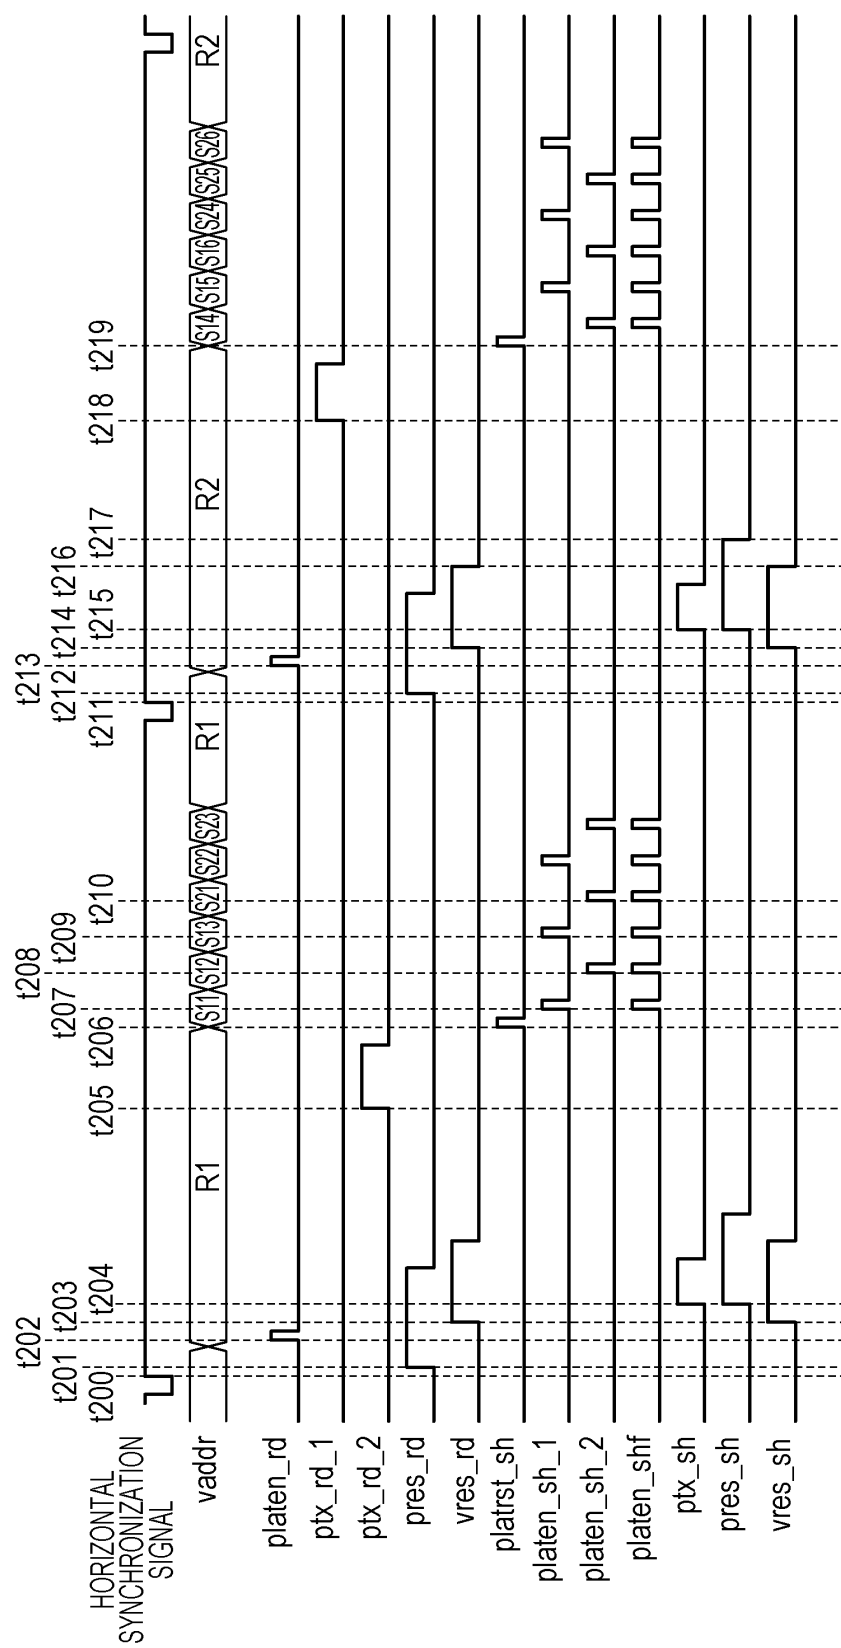 t202
t208
t213
t201
t203
t207
t209
t212
t214
t216
t200
t204
t205
t206
t210
t211
t215
t217
t218
t219
HORIZONTAL
SYNCHRONIZATION
SIGNAL
vaddr
R1
S11
S12
S13
S21
S22
S23
R1
R2
S14
S15
S16
S24
S25
S26
R2
platen_rd
ptx_rd_1
ptx_rd_2
pres_rd
vres_rd
platrst_sh
platen_sh_1
platen_sh_2
platen_shf
ptx_sh
pres_sh
vres_sh